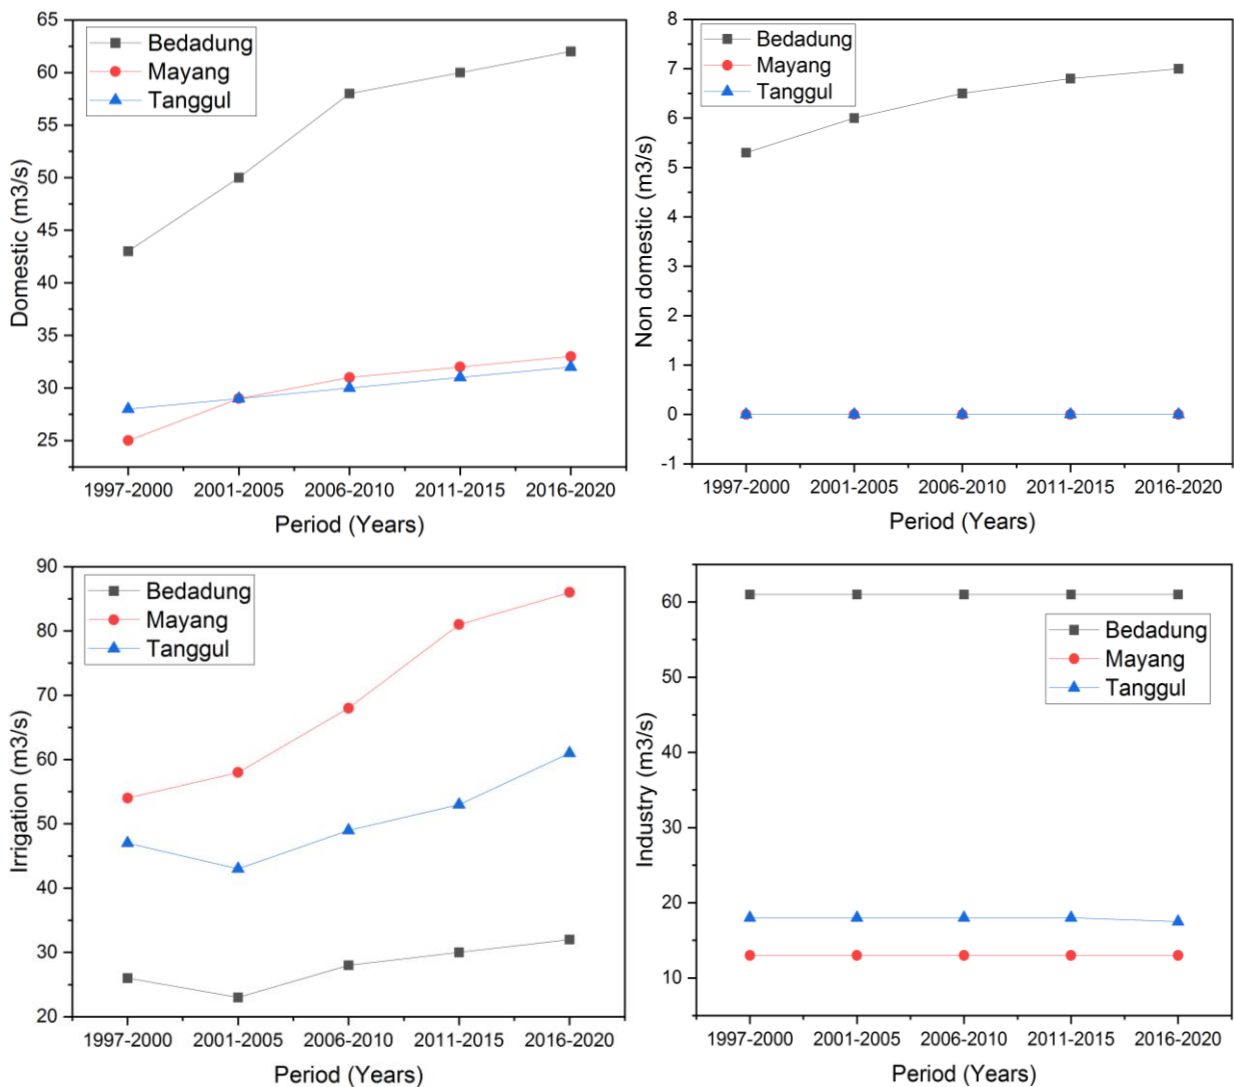 65
60
55
50
45
40
35
30
25
Domestic (m3/s)
Bedadung
Mayang
Tanggul
1997-2000 2001-2005 2006-2010 2011-2015 2016-2020
Period (Years)
8
7
6
5
4
3
2
1
0
-1
Non domestic (m3/s)
Bedadung
Mayang
Tanggul
1997-2000 2001-2005 2006-2010 2011-2015 2016-2020
Period (Years)
90
80
70
60
50
40
30
20
Irrigation (m3/s)
Bedadung
Mayang
Tanggul
1997-2000 2001-2005 2006-2010 2011-2015 2016-2020
Period (Years)
60
50
40
30
20
10
Industry (m3/s)
Bedadung
Mayang
Tanggul
1997-2000 2001-2005 2006-2010 2011-2015 2016-2020
Period (Years)